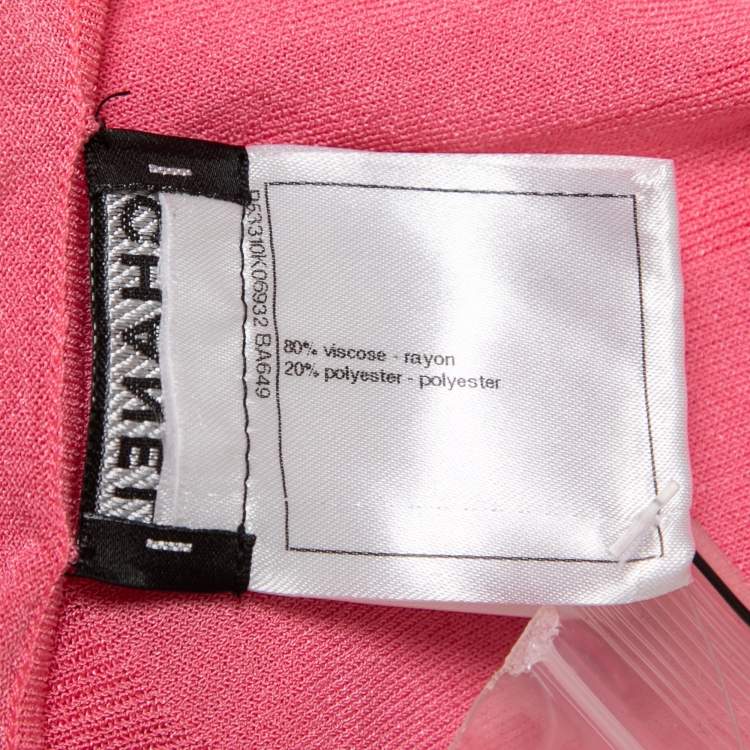 CHANEL
P53310K06932 BA649
80% viscose - rayon
20% polyester - polyester